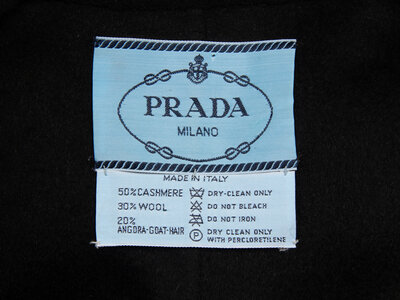 PRADA
MILANO
MADE IN ITALY
50% CASHMERE DRY-CLEAN ONLY
30% WOOL DO NOT BLEACH
20% DO NOT IRON
ANGORA-GOAT-HAIR P DRY CLEAN ONLY
WITH PERCLORETILENE